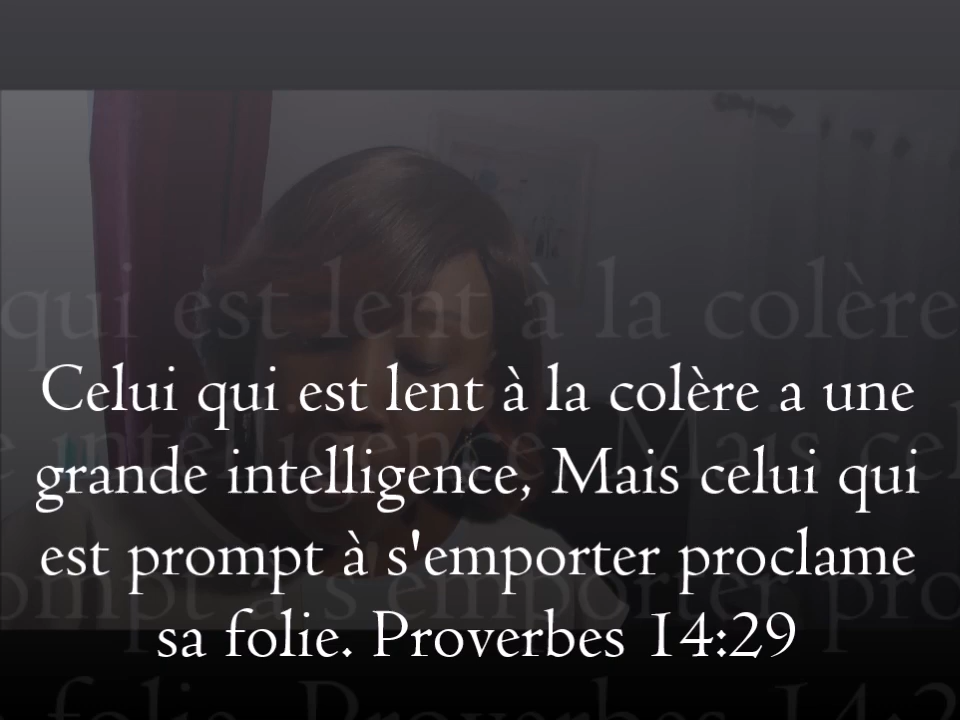 Celui qui est lent à la colère a une
grande intelligence, Mais celui qui
est prompt à s'emporter proclame
sa folie. Proverbes 14:29